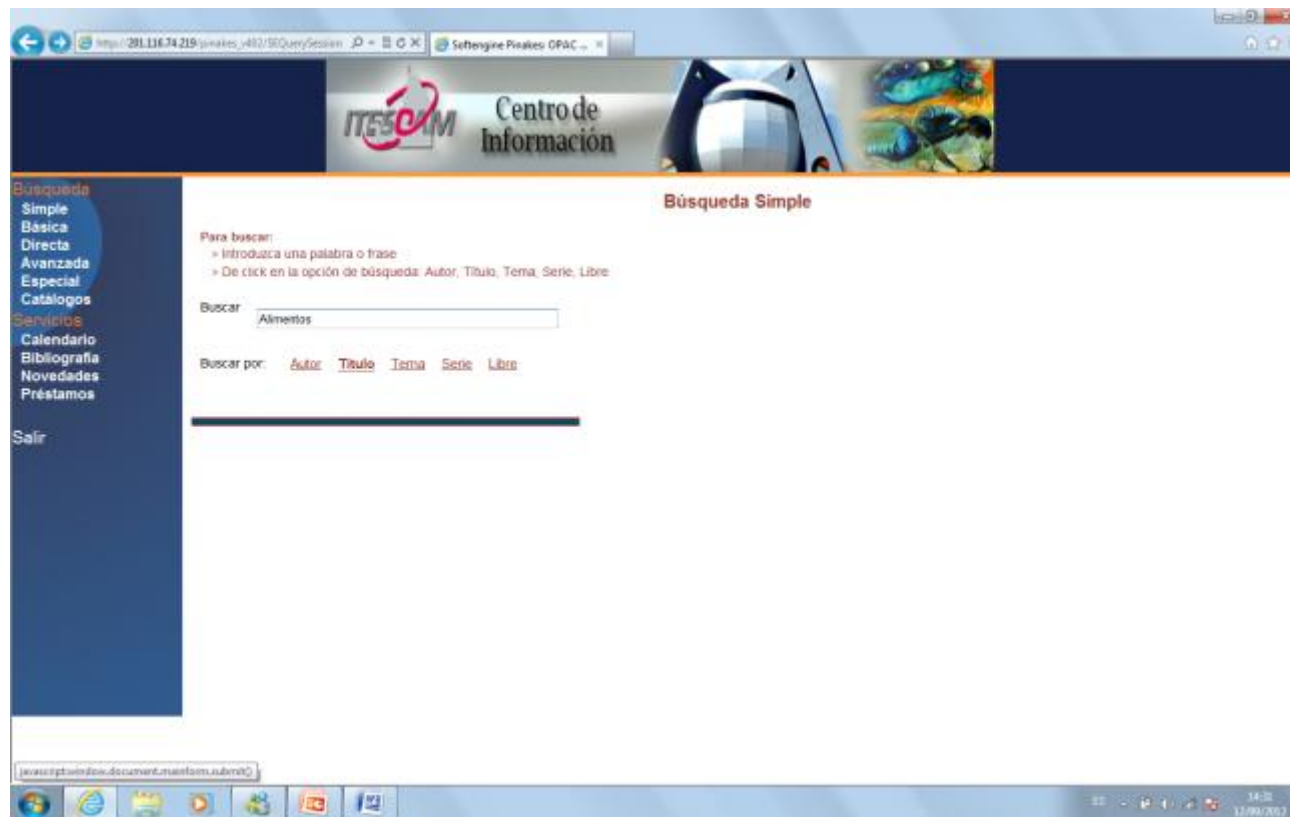 http://201.116.74.219/pinakes_v402/SEQuerySession
Softengine Pinakes: OPAC -
ITESCAM
Centro de
Información
Búsqueda
Simple
Básica
Directa
Avanzada
Especial
Catálogos
Servicios
Calendario
Bibliografía
Novedades
Préstamos
Salir
Búsqueda Simple
Para buscar:
» Introduzca una palabra o frase
» De click en la opción de búsqueda: Autor, Título, Tema, Serie, Libre
Buscar
Alimentos
Buscar por: Autor Título Tema Serie Libre
javascript:window.document.mainform.submit()
14:31